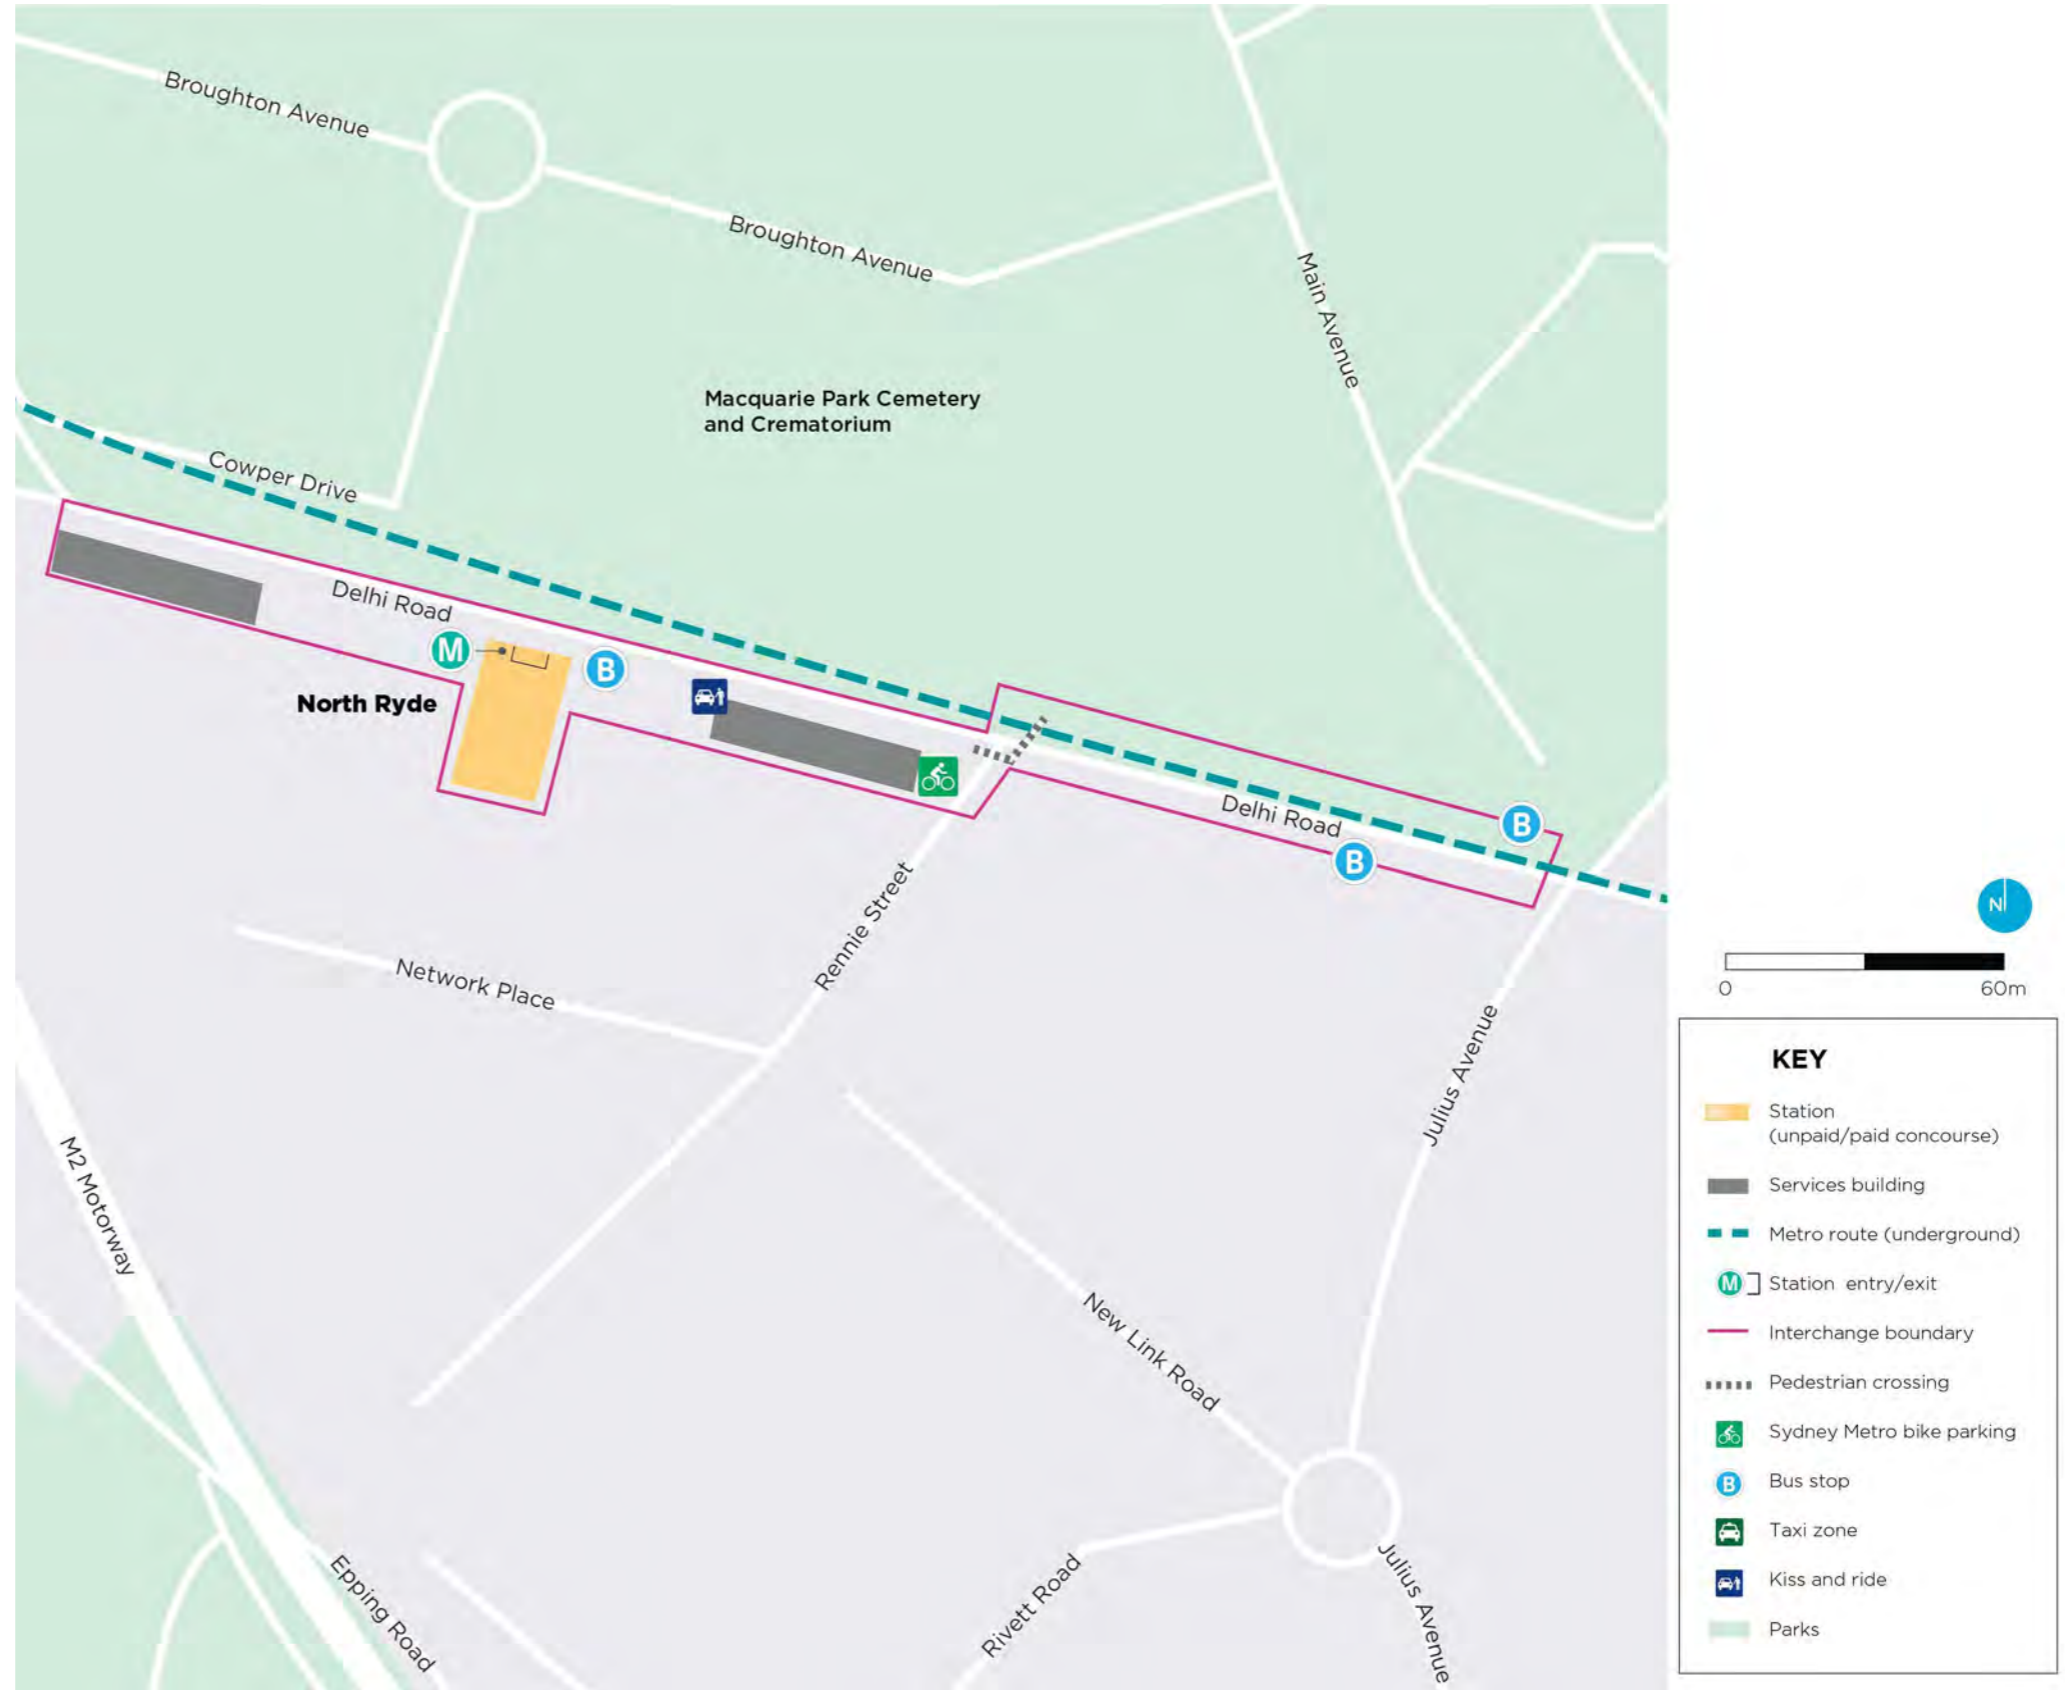 Broughton Avenue
Broughton Avenue
Main Avenue
Macquarie Park Cemetery
and Crematorium
Cowper Drive
Delhi Road
M
B
North Ryde
Delhi Road
B
B
Rennie Street
Network Place
Julius Avenue
M2 Motorway
New Link Road
Epping Road
Rivett Road
Julius Avenue
N
0 60m
KEY
Station
(unpaid/paid concourse)
Services building
Metro route (underground)
M Station entry/exit
Interchange boundary
Pedestrian crossing
Sydney Metro bike parking
B Bus stop
Taxi zone
Kiss and ride
Parks